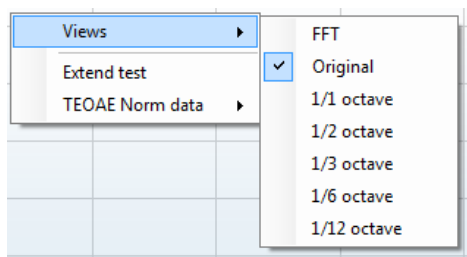 Views
Extend test
TEOAE Norm data
FFT
Original
1/1 octave
1/2 octave
1/3 octave
1/6 octave
1/12 octave